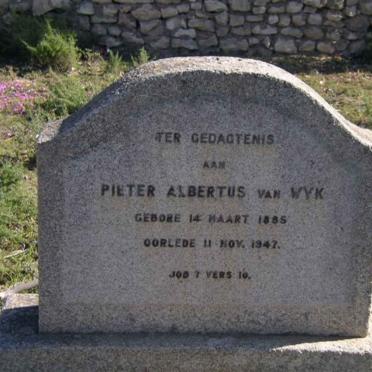 TER GEDAGTENIS
AAN
PIETER ALBERTUS VAN WYK
GEBORE 14 MAART 1885
OORLEDE 11 NOV. 1947.
JOB 7 VERS 10.